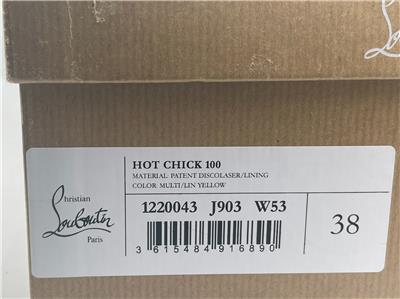 HOT CHICK 100
MATERIAL: PATENT DISCOLASER/LINING
COLOR: MULTI/LIN YELLOW
Christian
Louboutin
Paris
1220043 J903 W53
38
3 615484 916890